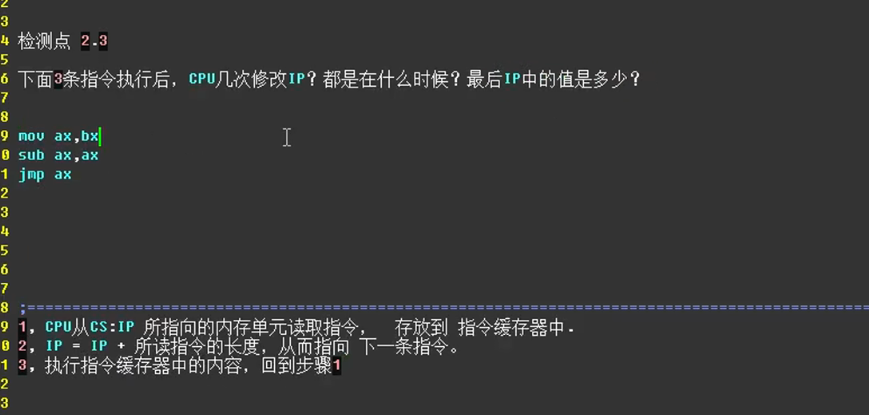 2
3
4 检测点 2.3
5
6 下面3条指令执行后，CPU几次修改IP？都是在什么时候？最后IP中的值是多少？
7
8
9 mov ax,bx
0 sub ax,ax
1 jmp ax
2
3
4
5
6
7
8 ;=====================================================================================
9 1，CPU从CS:IP 所指向的内存单元读取指令， 存放到 指令缓存器中.
0 2，IP = IP + 所读指令的长度，从而指向 下一条指令。
1 3，执行指令缓存器中的内容，回到步骤1
2
3